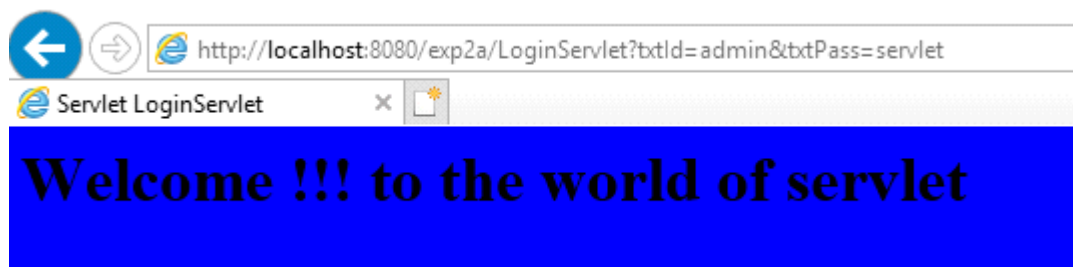 http://localhost:8080/exp2a/LoginServlet?txtId=admin&txtPass=servlet
Servlet LoginServlet
Welcome !!! to the world of servlet